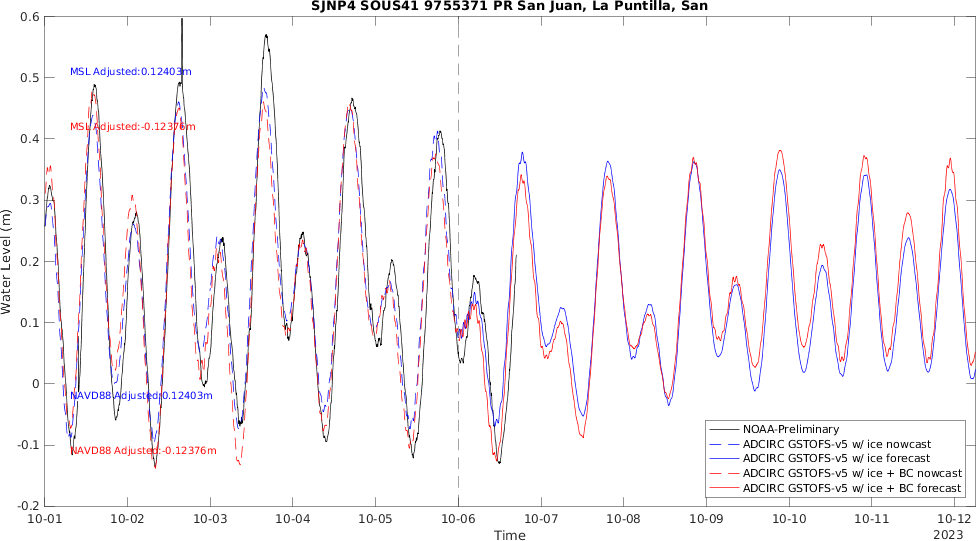 SJNP4 SOUS41 9755371 PR San Juan, La Puntilla, San
0.6
0.5
0.4
0.3
0.2
0.1
0
-0.1
-0.2
Water Level (m)
MSL Adjusted:0.12403m
MSL Adjusted:-0.12376m
NAVD88 Adjusted:0.12403m
NAVD88 Adjusted:-0.12376m
NOAA-Preliminary
ADCIRC GSTOFS-v5 w/ ice nowcast
ADCIRC GSTOFS-v5 w/ ice forecast
ADCIRC GSTOFS-v5 w/ ice + BC nowcast
ADCIRC GSTOFS-v5 w/ ice + BC forecast
10-01 10-02 10-03 10-04 10-05 10-06 10-07 10-08 10-09 10-10 10-11 10-12
2023
Time